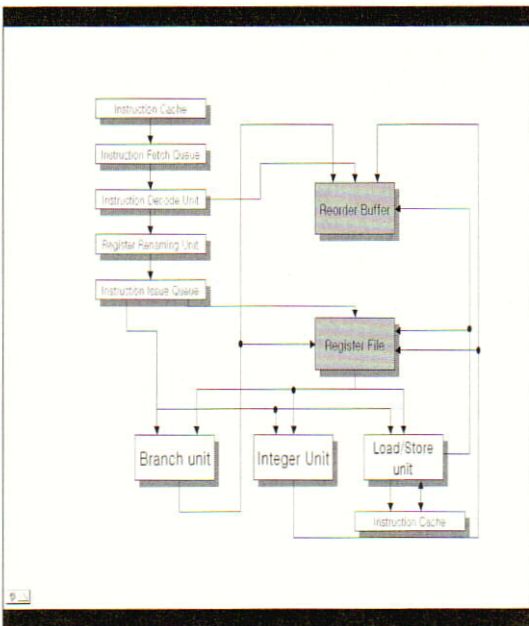 Instruction Cache
Instruction Fetch Queue
Instruction Decode Unit
Reorder Buffer
Register Renaming Unit
Instruction Issue Queue
Register File
Branch unit
Integer Unit
Load/Store
unit
Instruction Cache